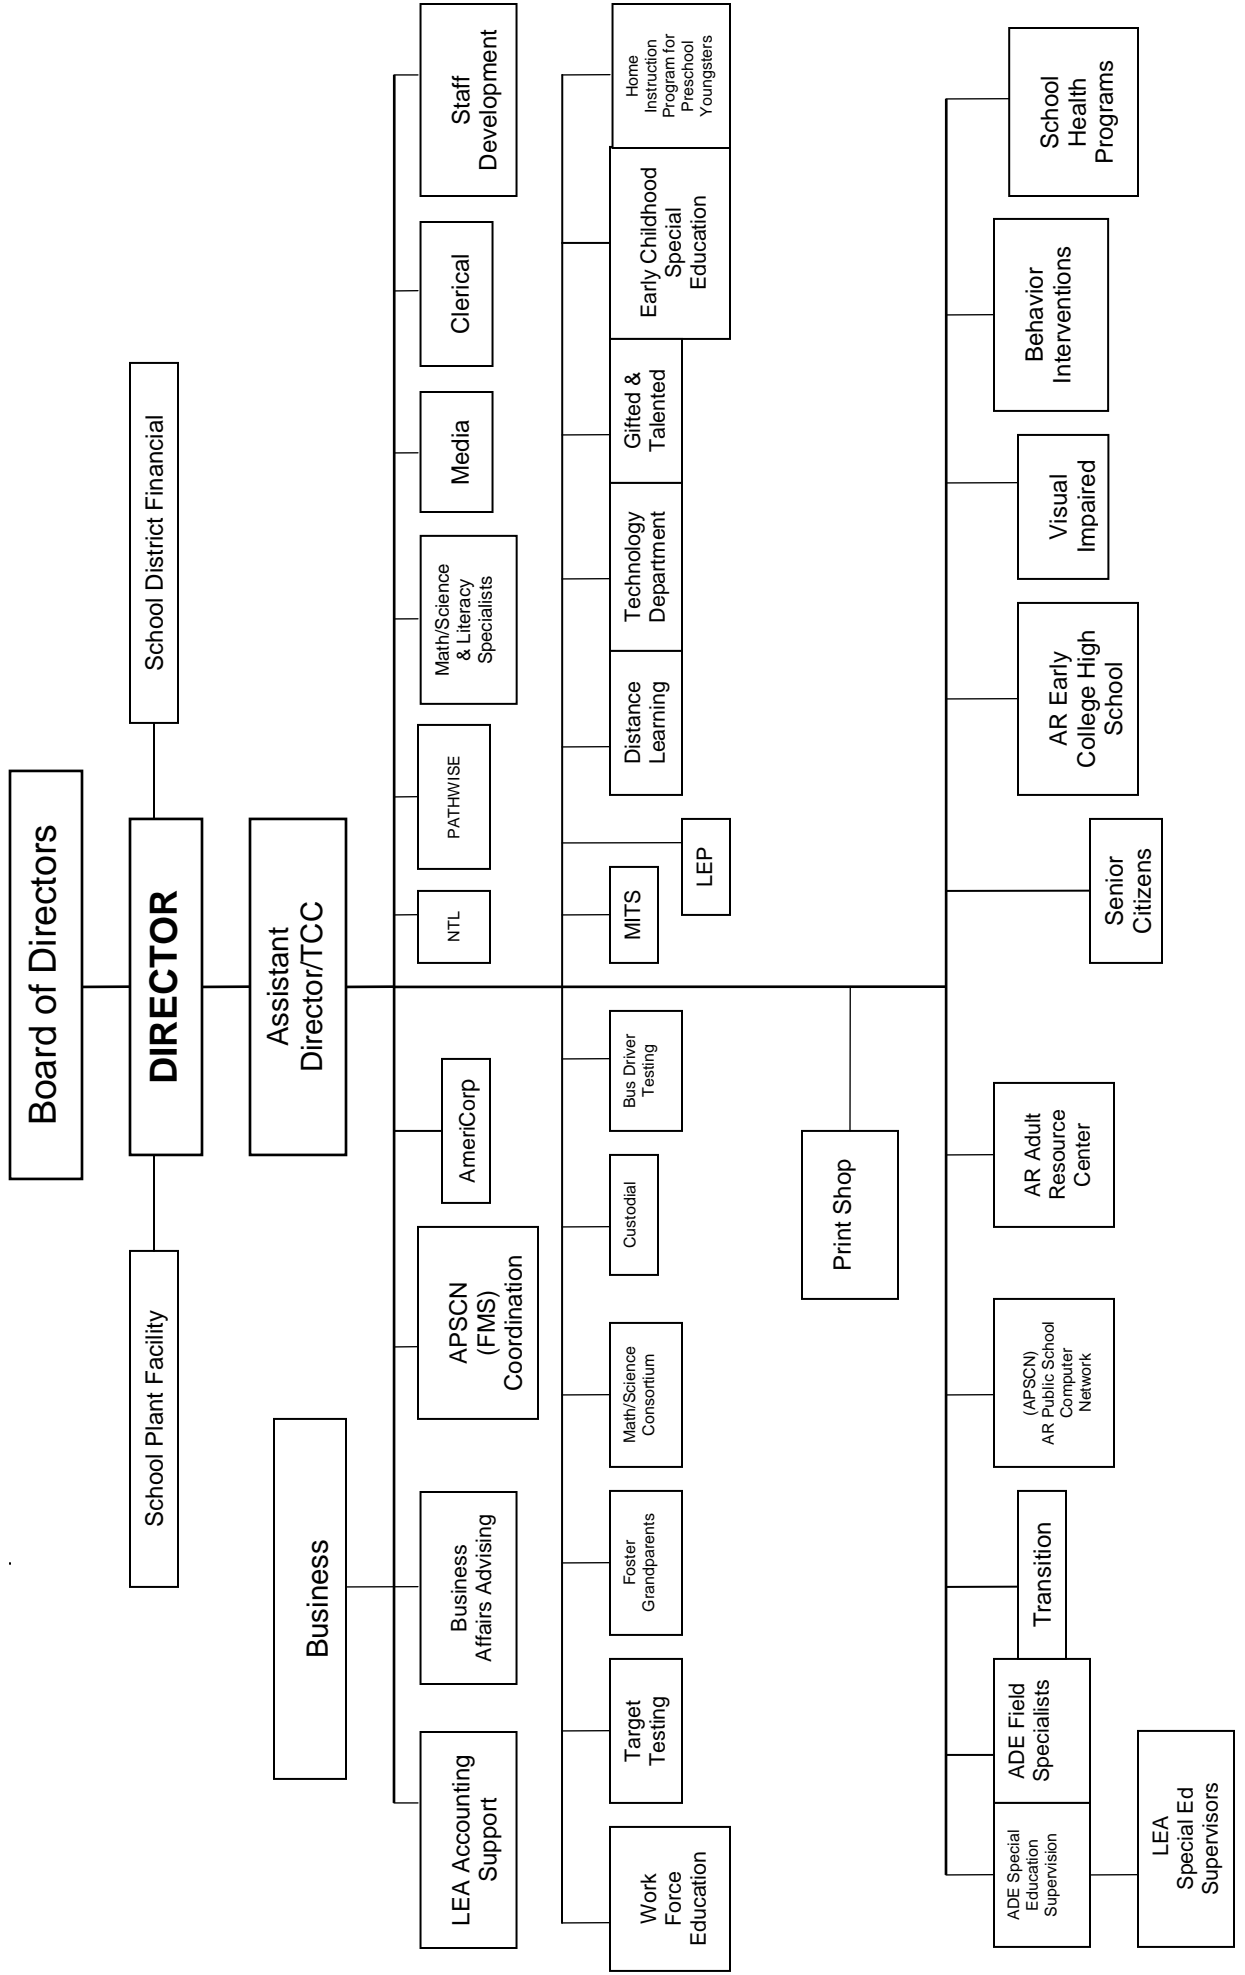 Board of Directors
School Plant Facility
DIRECTOR
School District Financial
Business
Assistant
Director/TCC
LEA Accounting
Support
Business
Affairs Advising
APSCN
(FMS)
Coordination
AmeriCorp
NTL
PATHWISE
Math/Science
& Literacy
Specialists
Media
Clerical
Staff
Development
Work
Force
Education
Target
Testing
Foster
Grandparents
Math/Science
Consortium
Custodial
Bus Driver
Testing
MITS
LEP
Distance
Learning
Technology
Department
Gifted &
Talented
Early Childhood
Special
Education
Home
Instruction
Program for
Preschool
Youngsters
Print Shop
ADE Special
Education
Supervision
ADE Field
Specialists
Transition
(APSCN)
AR Public School
Computer
Network
AR Adult
Resource
Center
Senior
Citizens
AR Early
College High
School
Visual
Impaired
Behavior
Interventions
School
Health
Programs
LEA
Special Ed
Supervisors